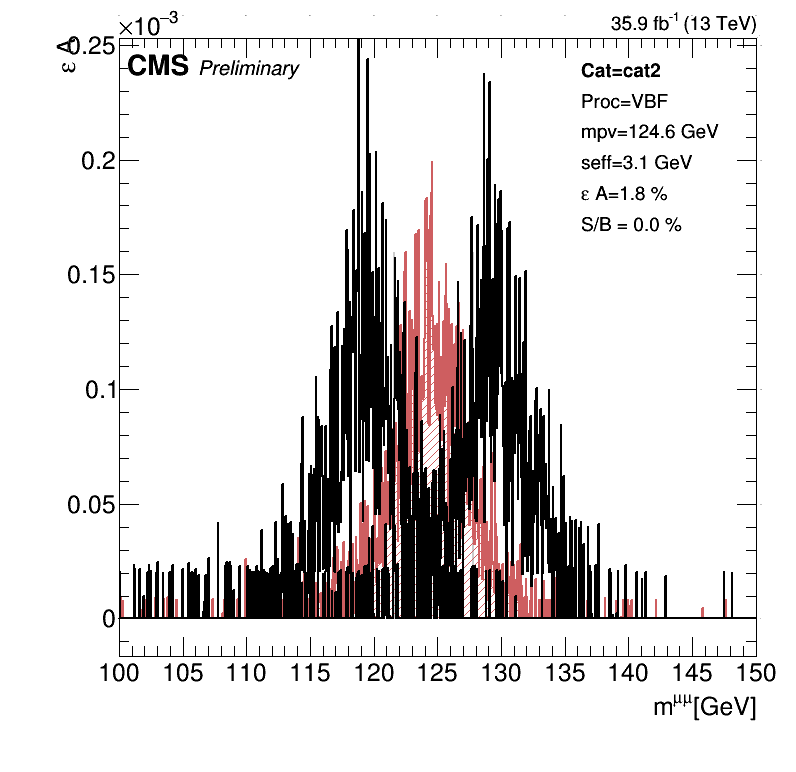 ×10⁻³
35.9 fb⁻¹ (13 TeV)
ε A
CMS Preliminary
Cat=cat2
Proc=VBF
mpv=124.6 GeV
seff=3.1 GeV
ε A=1.8 %
S/B = 0.0 %
0.25
0.2
0.15
0.1
0.05
0
100 105 110 115 120 125 130 135 140 145 150
m^μμ[GeV]